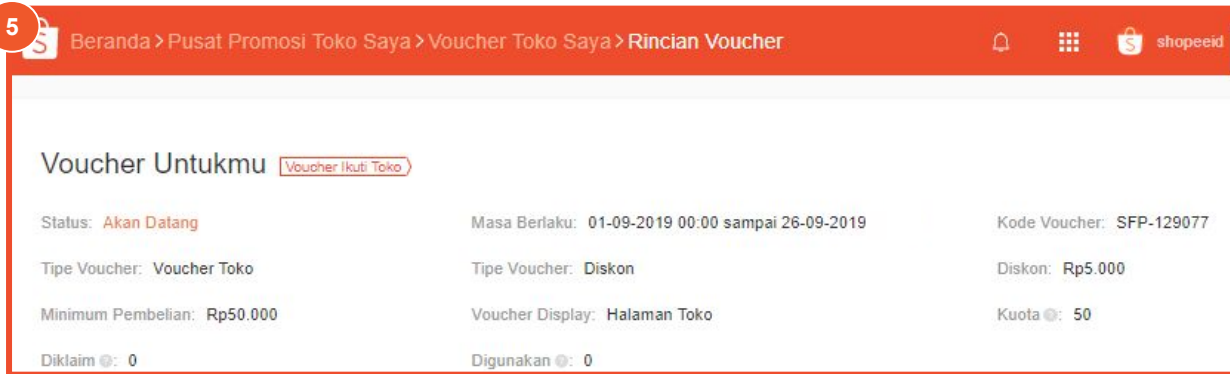 5
Beranda > Pusat Promosi Toko Saya > Voucher Toko Saya > Rincian Voucher
shopeeid
Voucher Untukmu Voucher Ikuti Toko
Status: Akan Datang Masa Berlaku: 01-09-2019 00:00 sampai 26-09-2019 Kode Voucher: SFP-129077
Tipe Voucher: Voucher Toko Tipe Voucher: Diskon Diskon: Rp5.000
Minimum Pembelian: Rp50.000 Voucher Display: Halaman Toko Kuota ?: 50
Diklaim ?: 0 Digunakan ?: 0